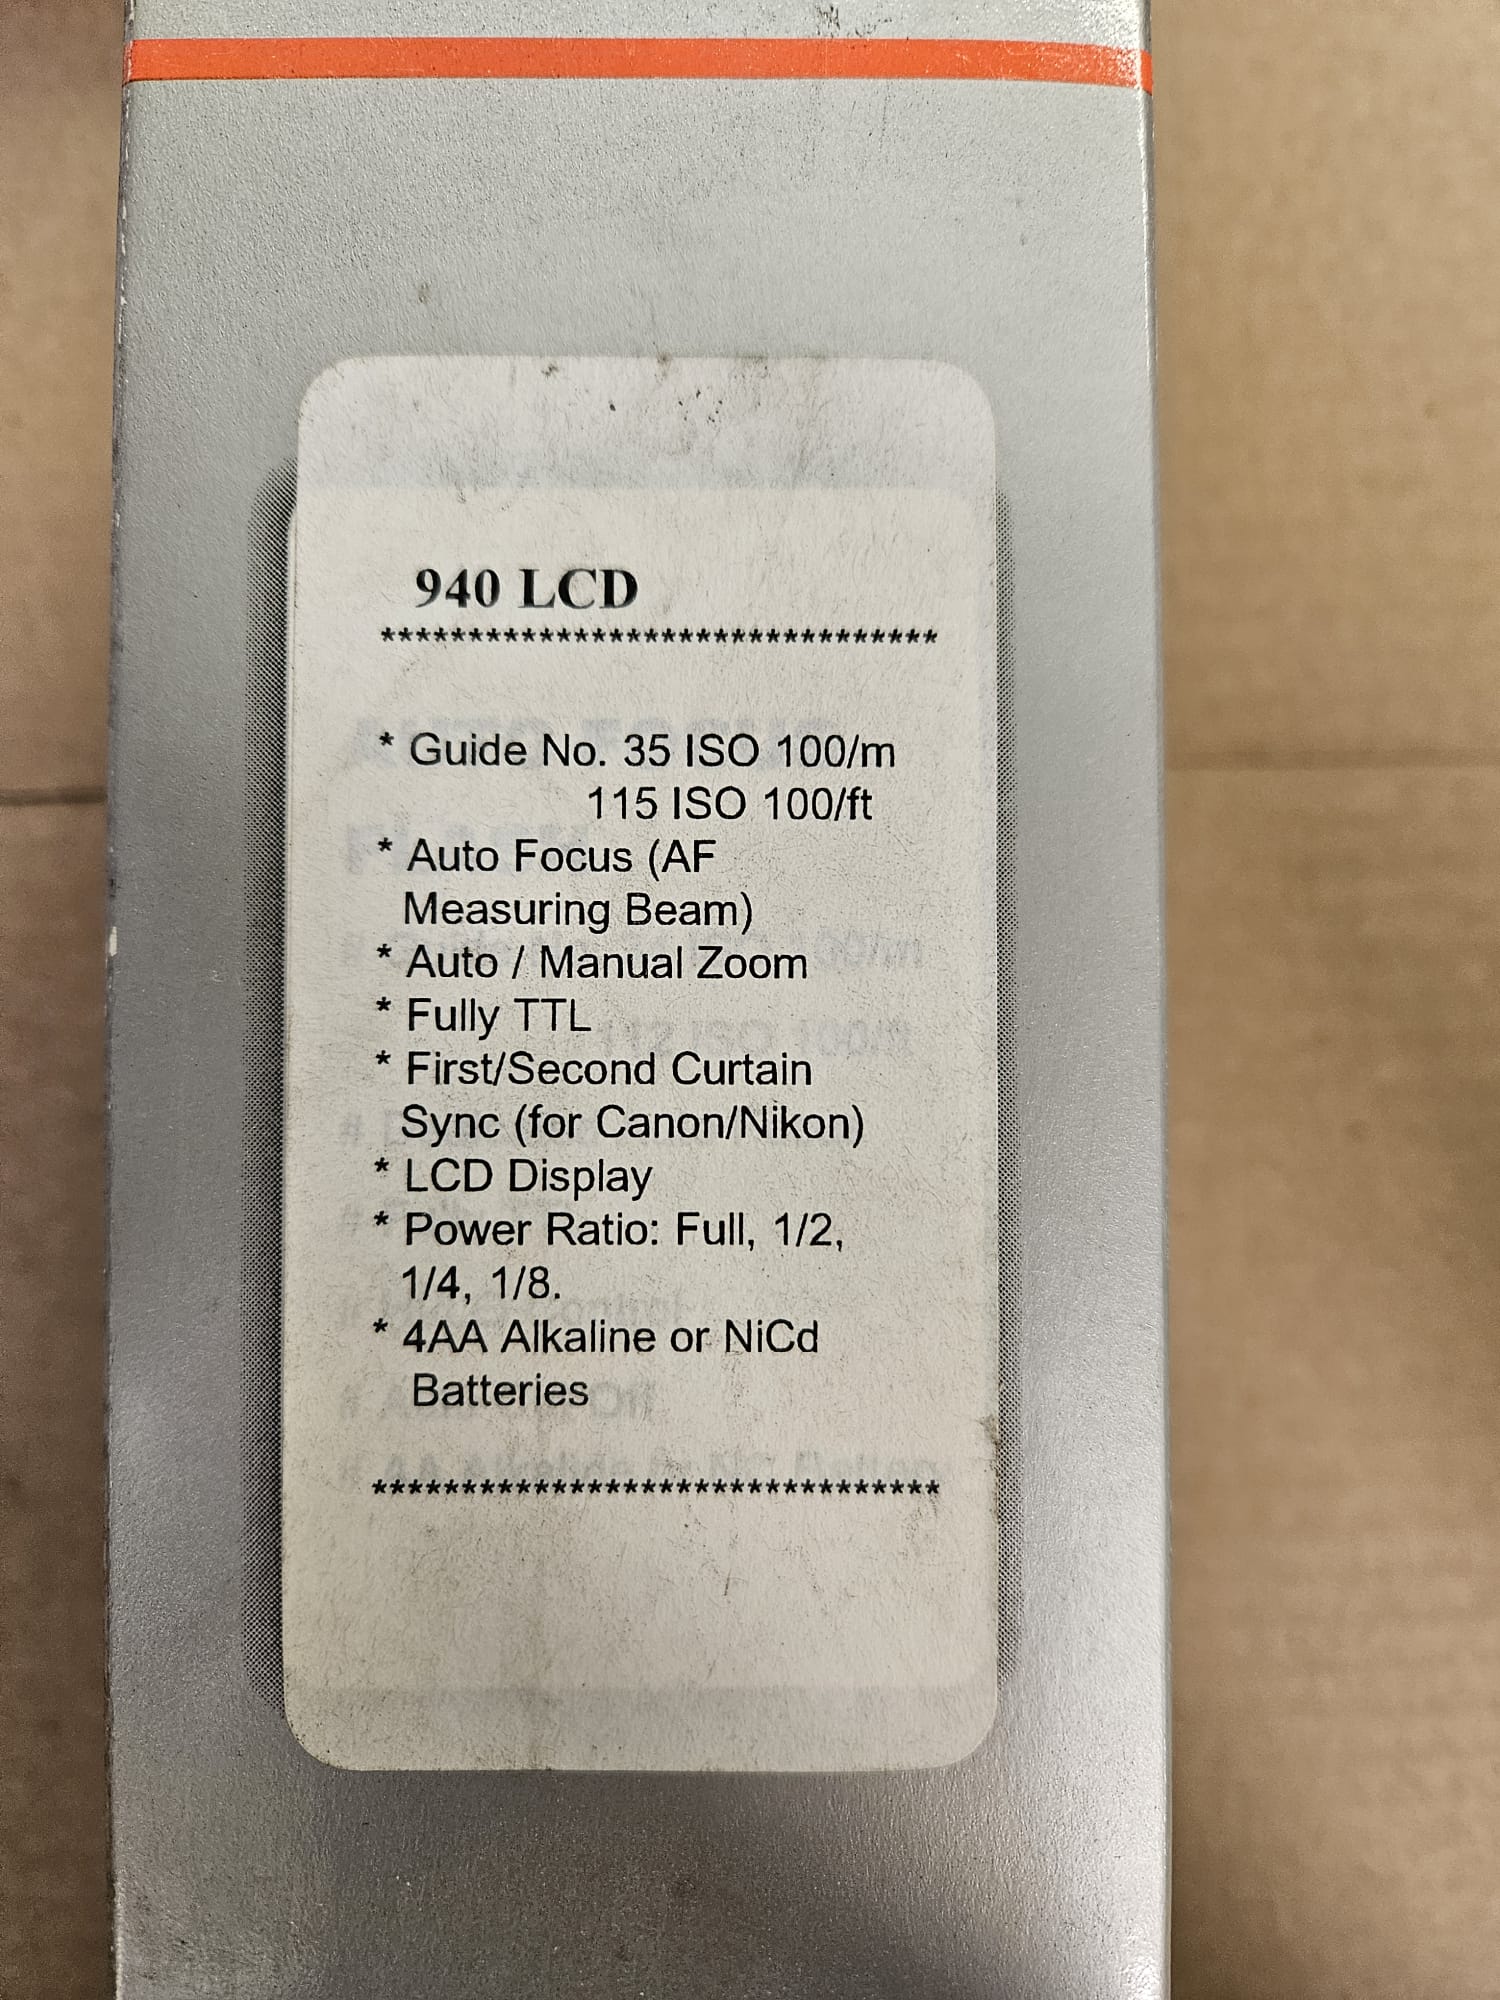 940 LCD
********************************
* Guide No. 35 ISO 100/m
115 ISO 100/ft
* Auto Focus (AF
Measuring Beam)
* Auto / Manual Zoom
* Fully TTL
* First/Second Curtain
Sync (for Canon/Nikon)
* LCD Display
* Power Ratio: Full, 1/2,
1/4, 1/8.
* 4AA Alkaline or NiCd
Batteries
********************************